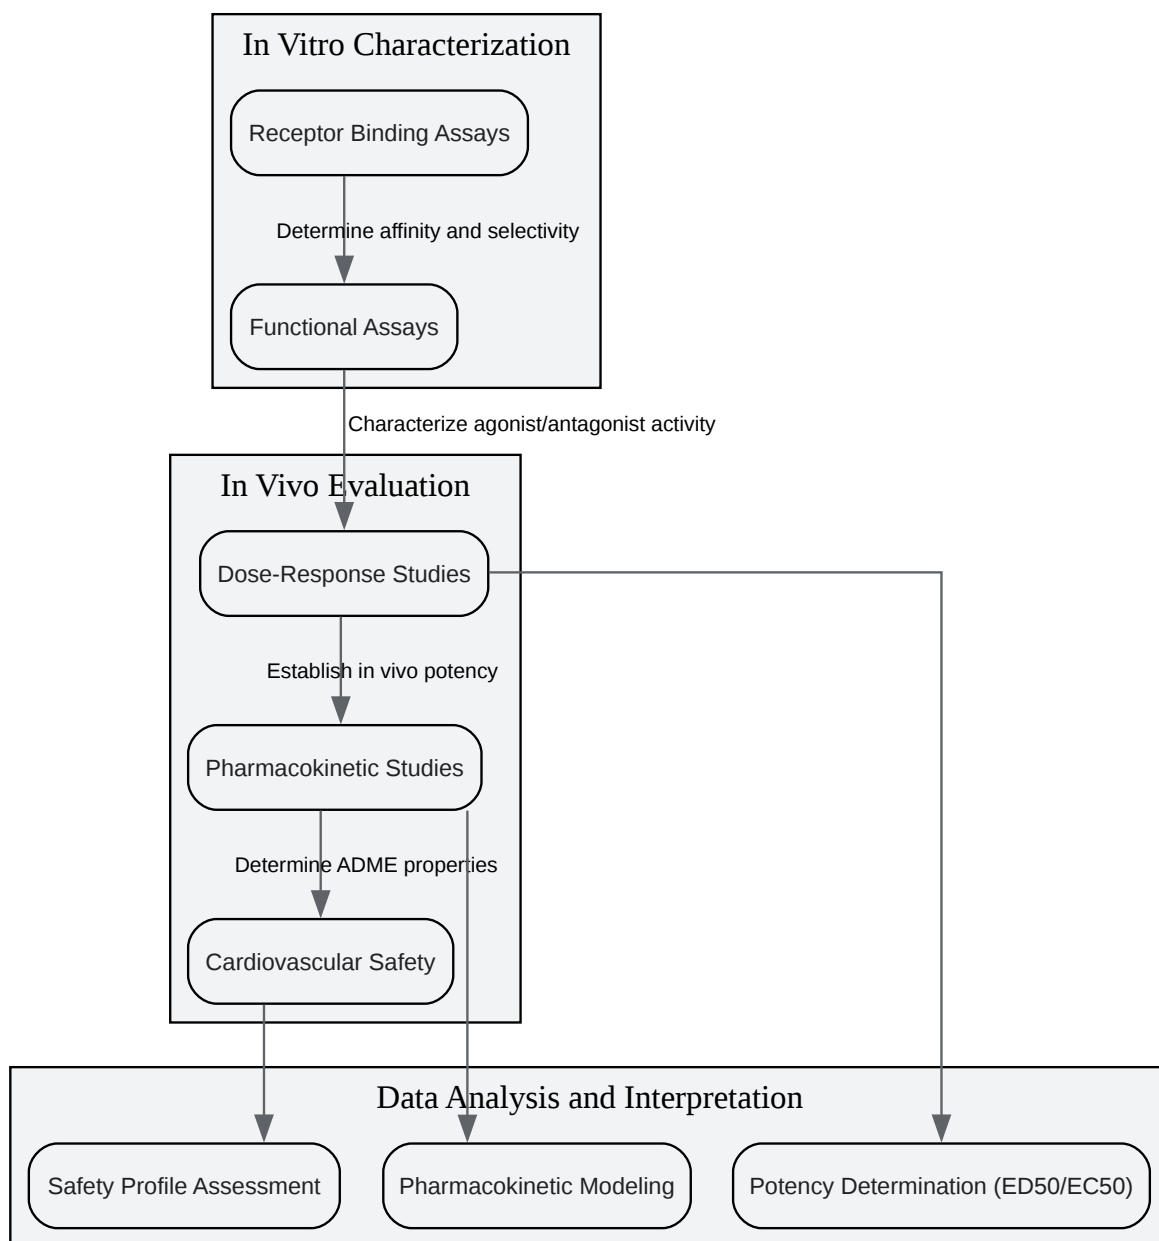 In Vitro Characterization
Receptor Binding Assays
Determine affinity and selectivity
Functional Assays
Characterize agonist/antagonist activity
In Vivo Evaluation
Dose-Response Studies
Establish in vivo potency
Pharmacokinetic Studies
Determine ADME properties
Cardiovascular Safety
Data Analysis and Interpretation
Safety Profile Assessment
Pharmacokinetic Modeling
Potency Determination (ED50/EC50)